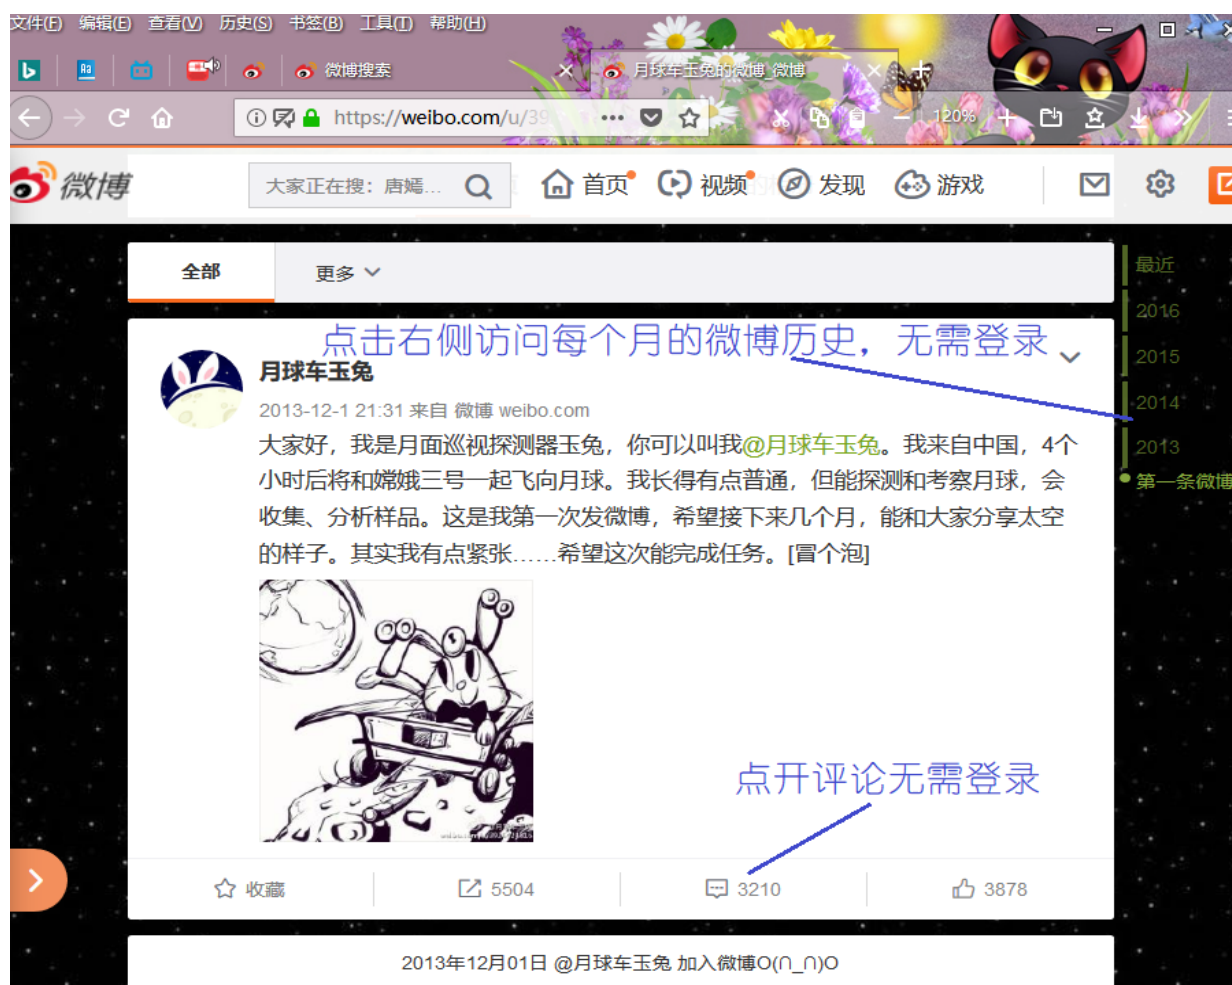 文件(F) 编辑(E) 查看(V) 历史(S) 书签(B) 工具(T) 帮助(H)
微博搜索
月球车玉兔的微博_微博
https://weibo.com/u/39
120%
微博
大家正在搜：唐嫣...
首页
视频
发现
游戏
全部
更多
最近
2016
2015
2014
2013
第一条微博
点击右侧访问每个月的微博历史，无需登录
月球车玉兔
2013-12-1 21:31 来自 微博 weibo.com
大家好，我是月面巡视探测器玉兔，你可以叫我@月球车玉兔。我来自中国，4个
小时后将和嫦娥三号一起飞向月球。我长得有点普通，但能探测和考察月球，会
收集、分析样品。这是我第一次发微博，希望接下来几个月，能和大家分享太空
的样子。其实我有点紧张……希望这次能完成任务。[冒个泡]
点开评论无需登录
收藏
5504
3210
3878
2013年12月01日 @月球车玉兔 加入微博O(∩_∩)O